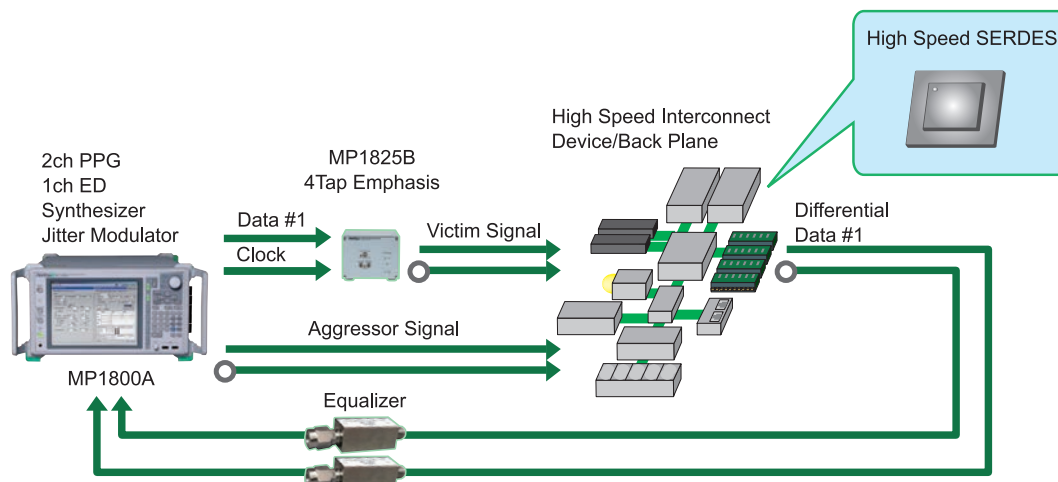 High Speed SERDES
High Speed Interconnect
Device/Back Plane
2ch PPG
1ch ED
Synthesizer
Jitter Modulator
MP1825B
4Tap Emphasis
Data #1
Clock
Victim Signal
Differential
Data #1
Aggressor Signal
MP1800A
Equalizer